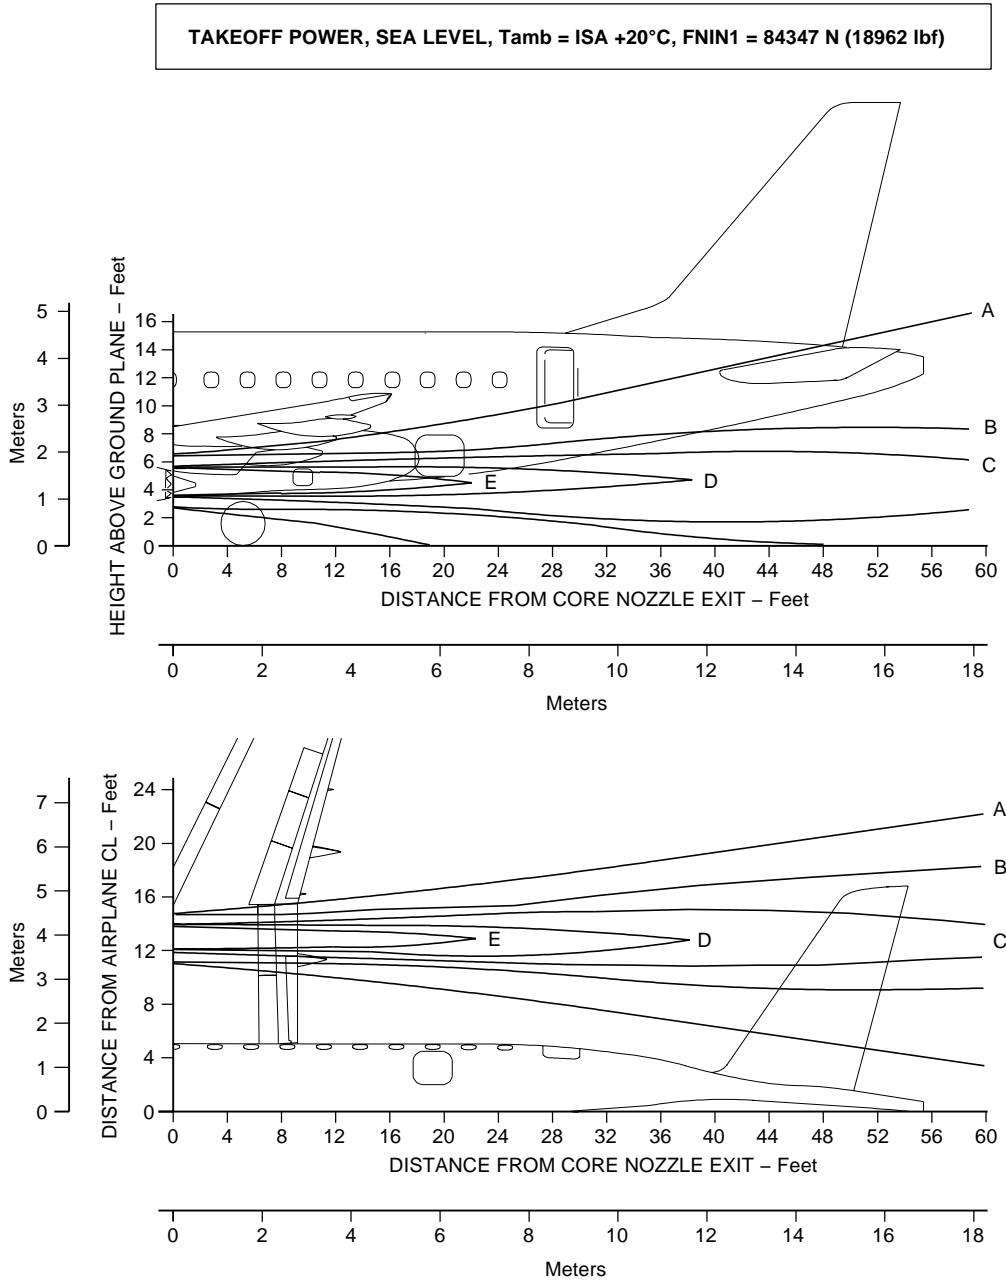 TAKEOFF POWER, SEA LEVEL, Tamb = ISA +20°C, FNIN1 = 84347 N (18962 lbf)
HEIGHT ABOVE GROUND PLANE – Feet
Meters
5
4
3
2
1
0
16
14
12
10
8
6
4
2
0
A
B
C
D
E
0 4 8 12 16 20 24 28 32 36 40 44 48 52 56 60
DISTANCE FROM CORE NOZZLE EXIT – Feet
0 2 4 6 8 10 12 14 16 18
Meters
DISTANCE FROM AIRPLANE CL – Feet
Meters
7
6
5
4
3
2
1
0
24
20
16
12
8
4
0
A
B
C
D
E
0 4 8 12 16 20 24 28 32 36 40 44 48 52 56 60
DISTANCE FROM CORE NOZZLE EXIT – Feet
0 2 4 6 8 10 12 14 16 18
Meters